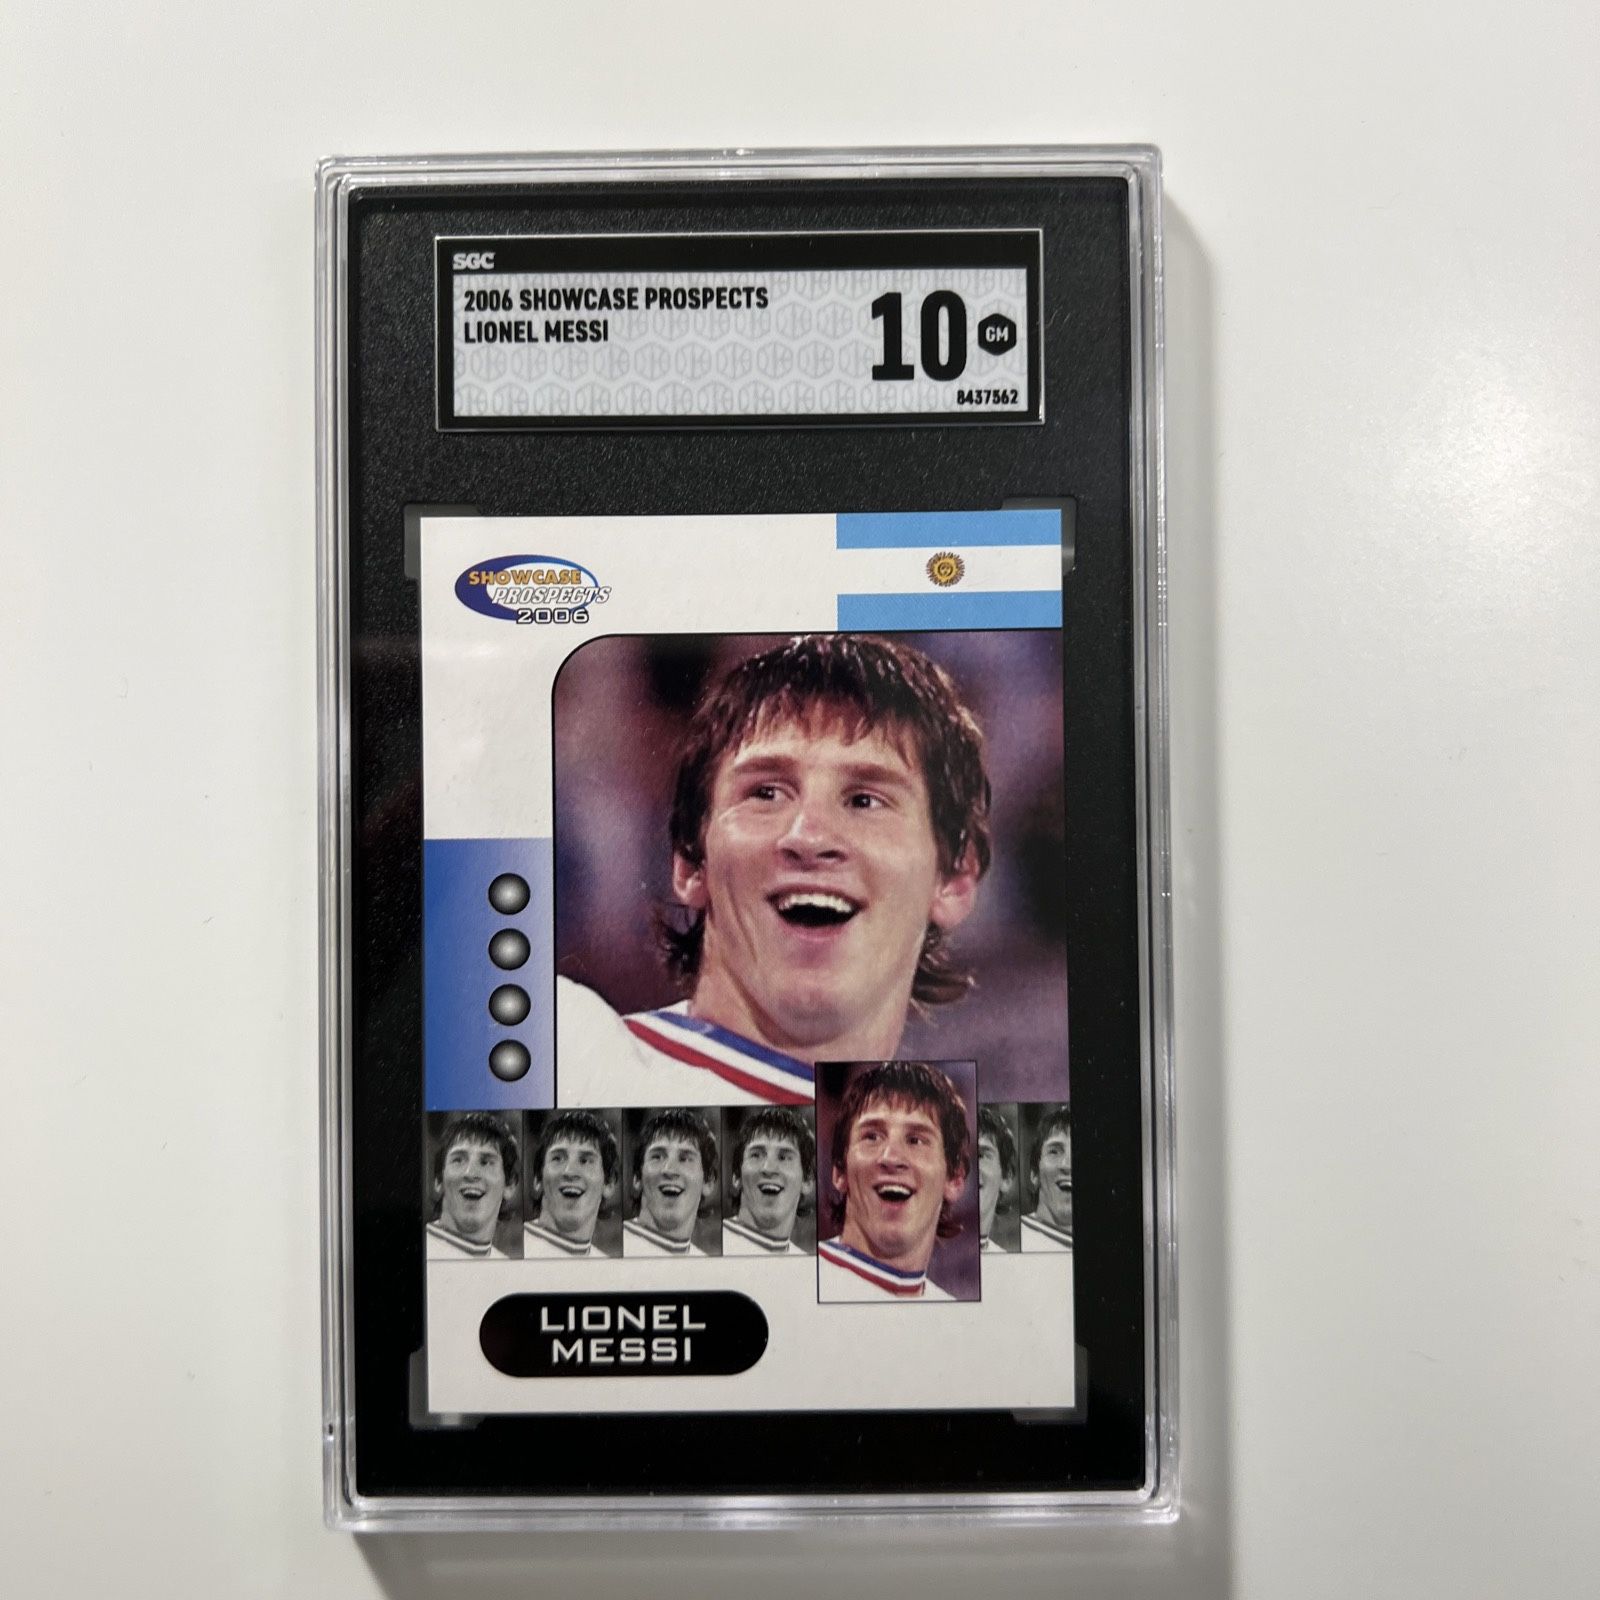 SGC
2006 SHOWCASE PROSPECTS
LIONEL MESSI
10 GM
8437562
SHOWCASE
PROSPECTS
2006
LIONEL
MESSI